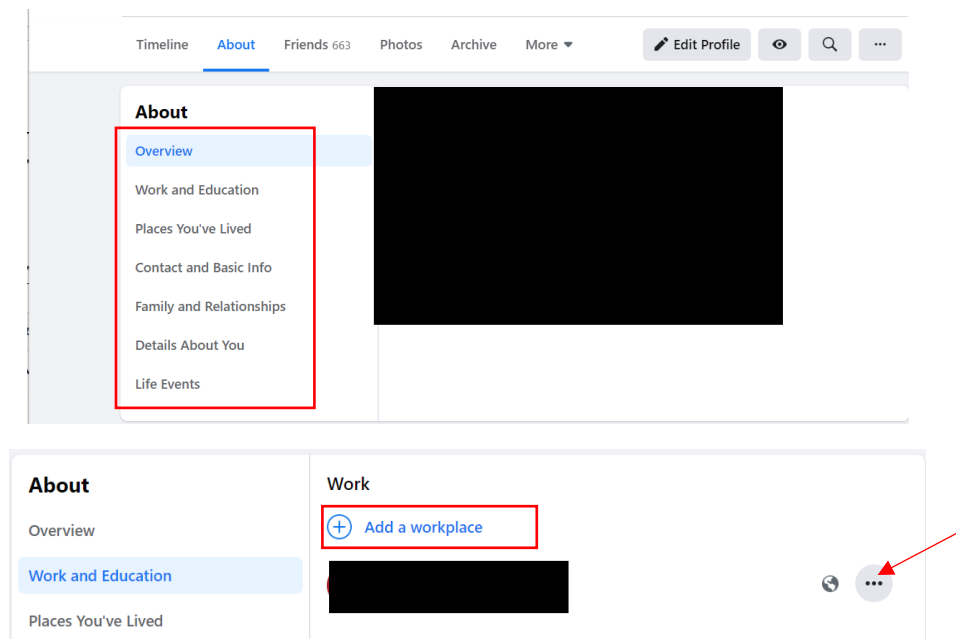 Timeline About Friends 663 Photos Archive More Edit Profile
About
Overview
Work and Education
Places You've Lived
Contact and Basic Info
Family and Relationships
Details About You
Life Events
About
Overview
Work and Education
Places You've Lived
Work
Add a workplace